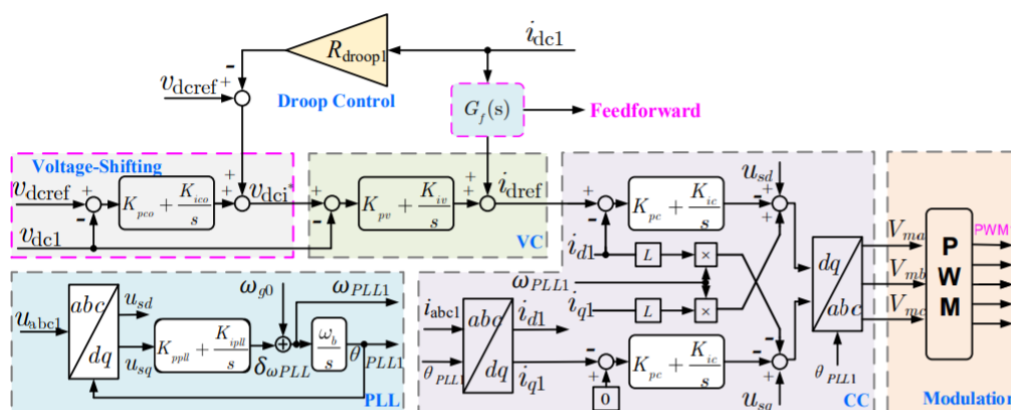 i_dc1
R_droop1
v_dcref + -
Droop Control
G_f(s)
Feedforward
Voltage-Shifting
v_dcref + -
K_pco + K_ico/s
+ +
v_dci*
v_dc1
+ -
K_pv + K_iv/s
+ +
i_dref
VC
u_sd
+ -
K_pc + K_ic/s
- - +
i_d1
L ×
ω_PLL1
i_q1
L ×
i_abc1
abc
dq
i_d1
θ_PLL1
i_q1
+ -
0
K_pc + K_ic/s
- - +
u_sq
dq
abc
θ_PLL1
CC
V_ma
V_mb
V_mc
P
W
M
PWM1
Modulation
u_abc1
abc
dq
u_sd
u_sq
K_ppll + K_ipll/s
ω_g0
+
δ_ωPLL
ω_PLL1
ω_b/s
θ_PLL1
PLL